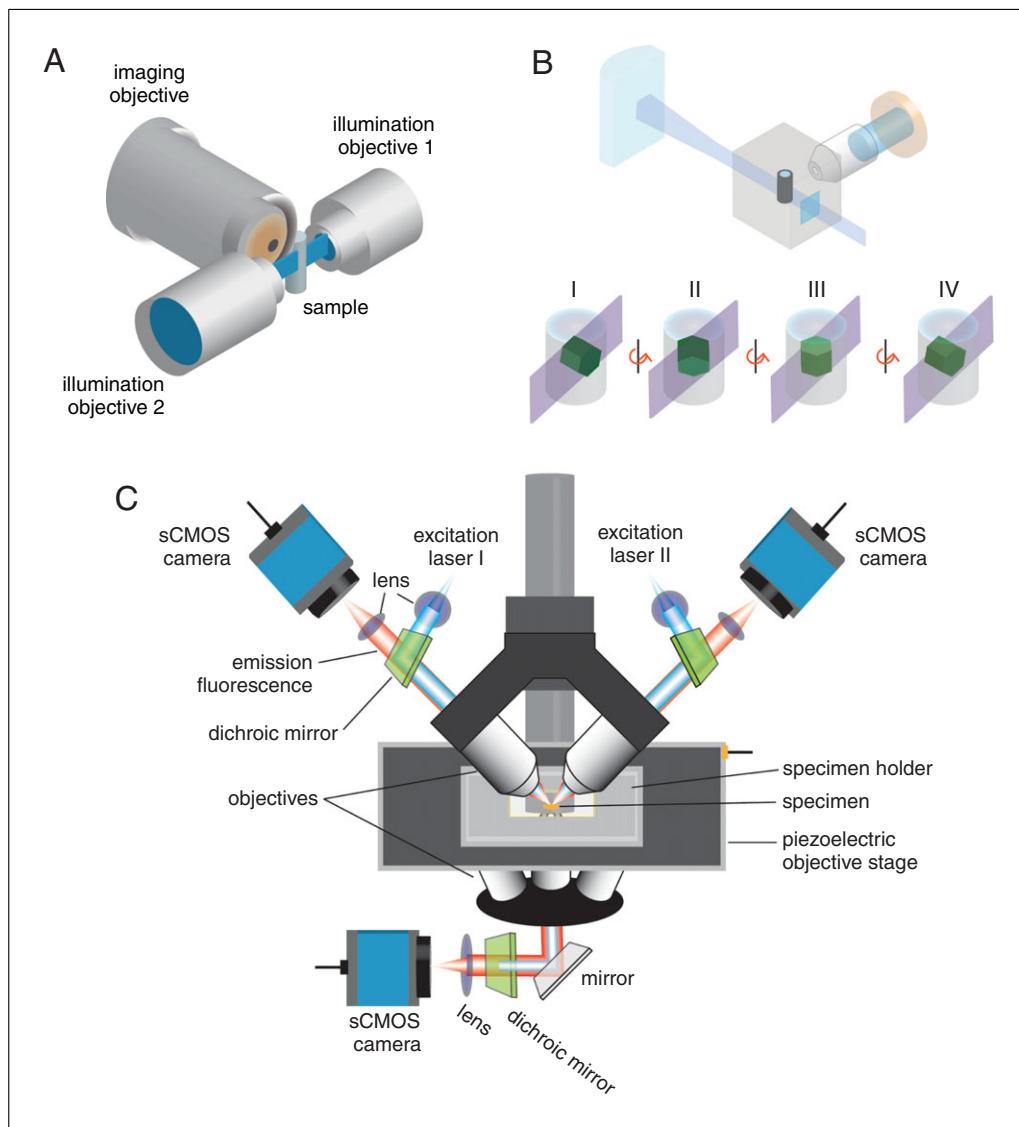 A
imaging
objective
illumination
objective 1
sample
illumination
objective 2
B
I
II
III
IV
C
sCMOS
camera
excitation
laser I
lens
emission
fluorescence
dichroic mirror
objectives
excitation
laser II
sCMOS
camera
specimen holder
specimen
piezoelectric
objective stage
mirror
sCMOS
camera
lens
dichroic mirror